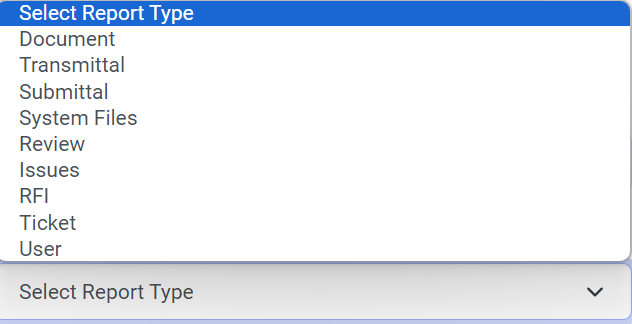 Select Report Type
Document
Transmittal
Submittal
System Files
Review
Issues
RFI
Ticket
User
Select Report Type